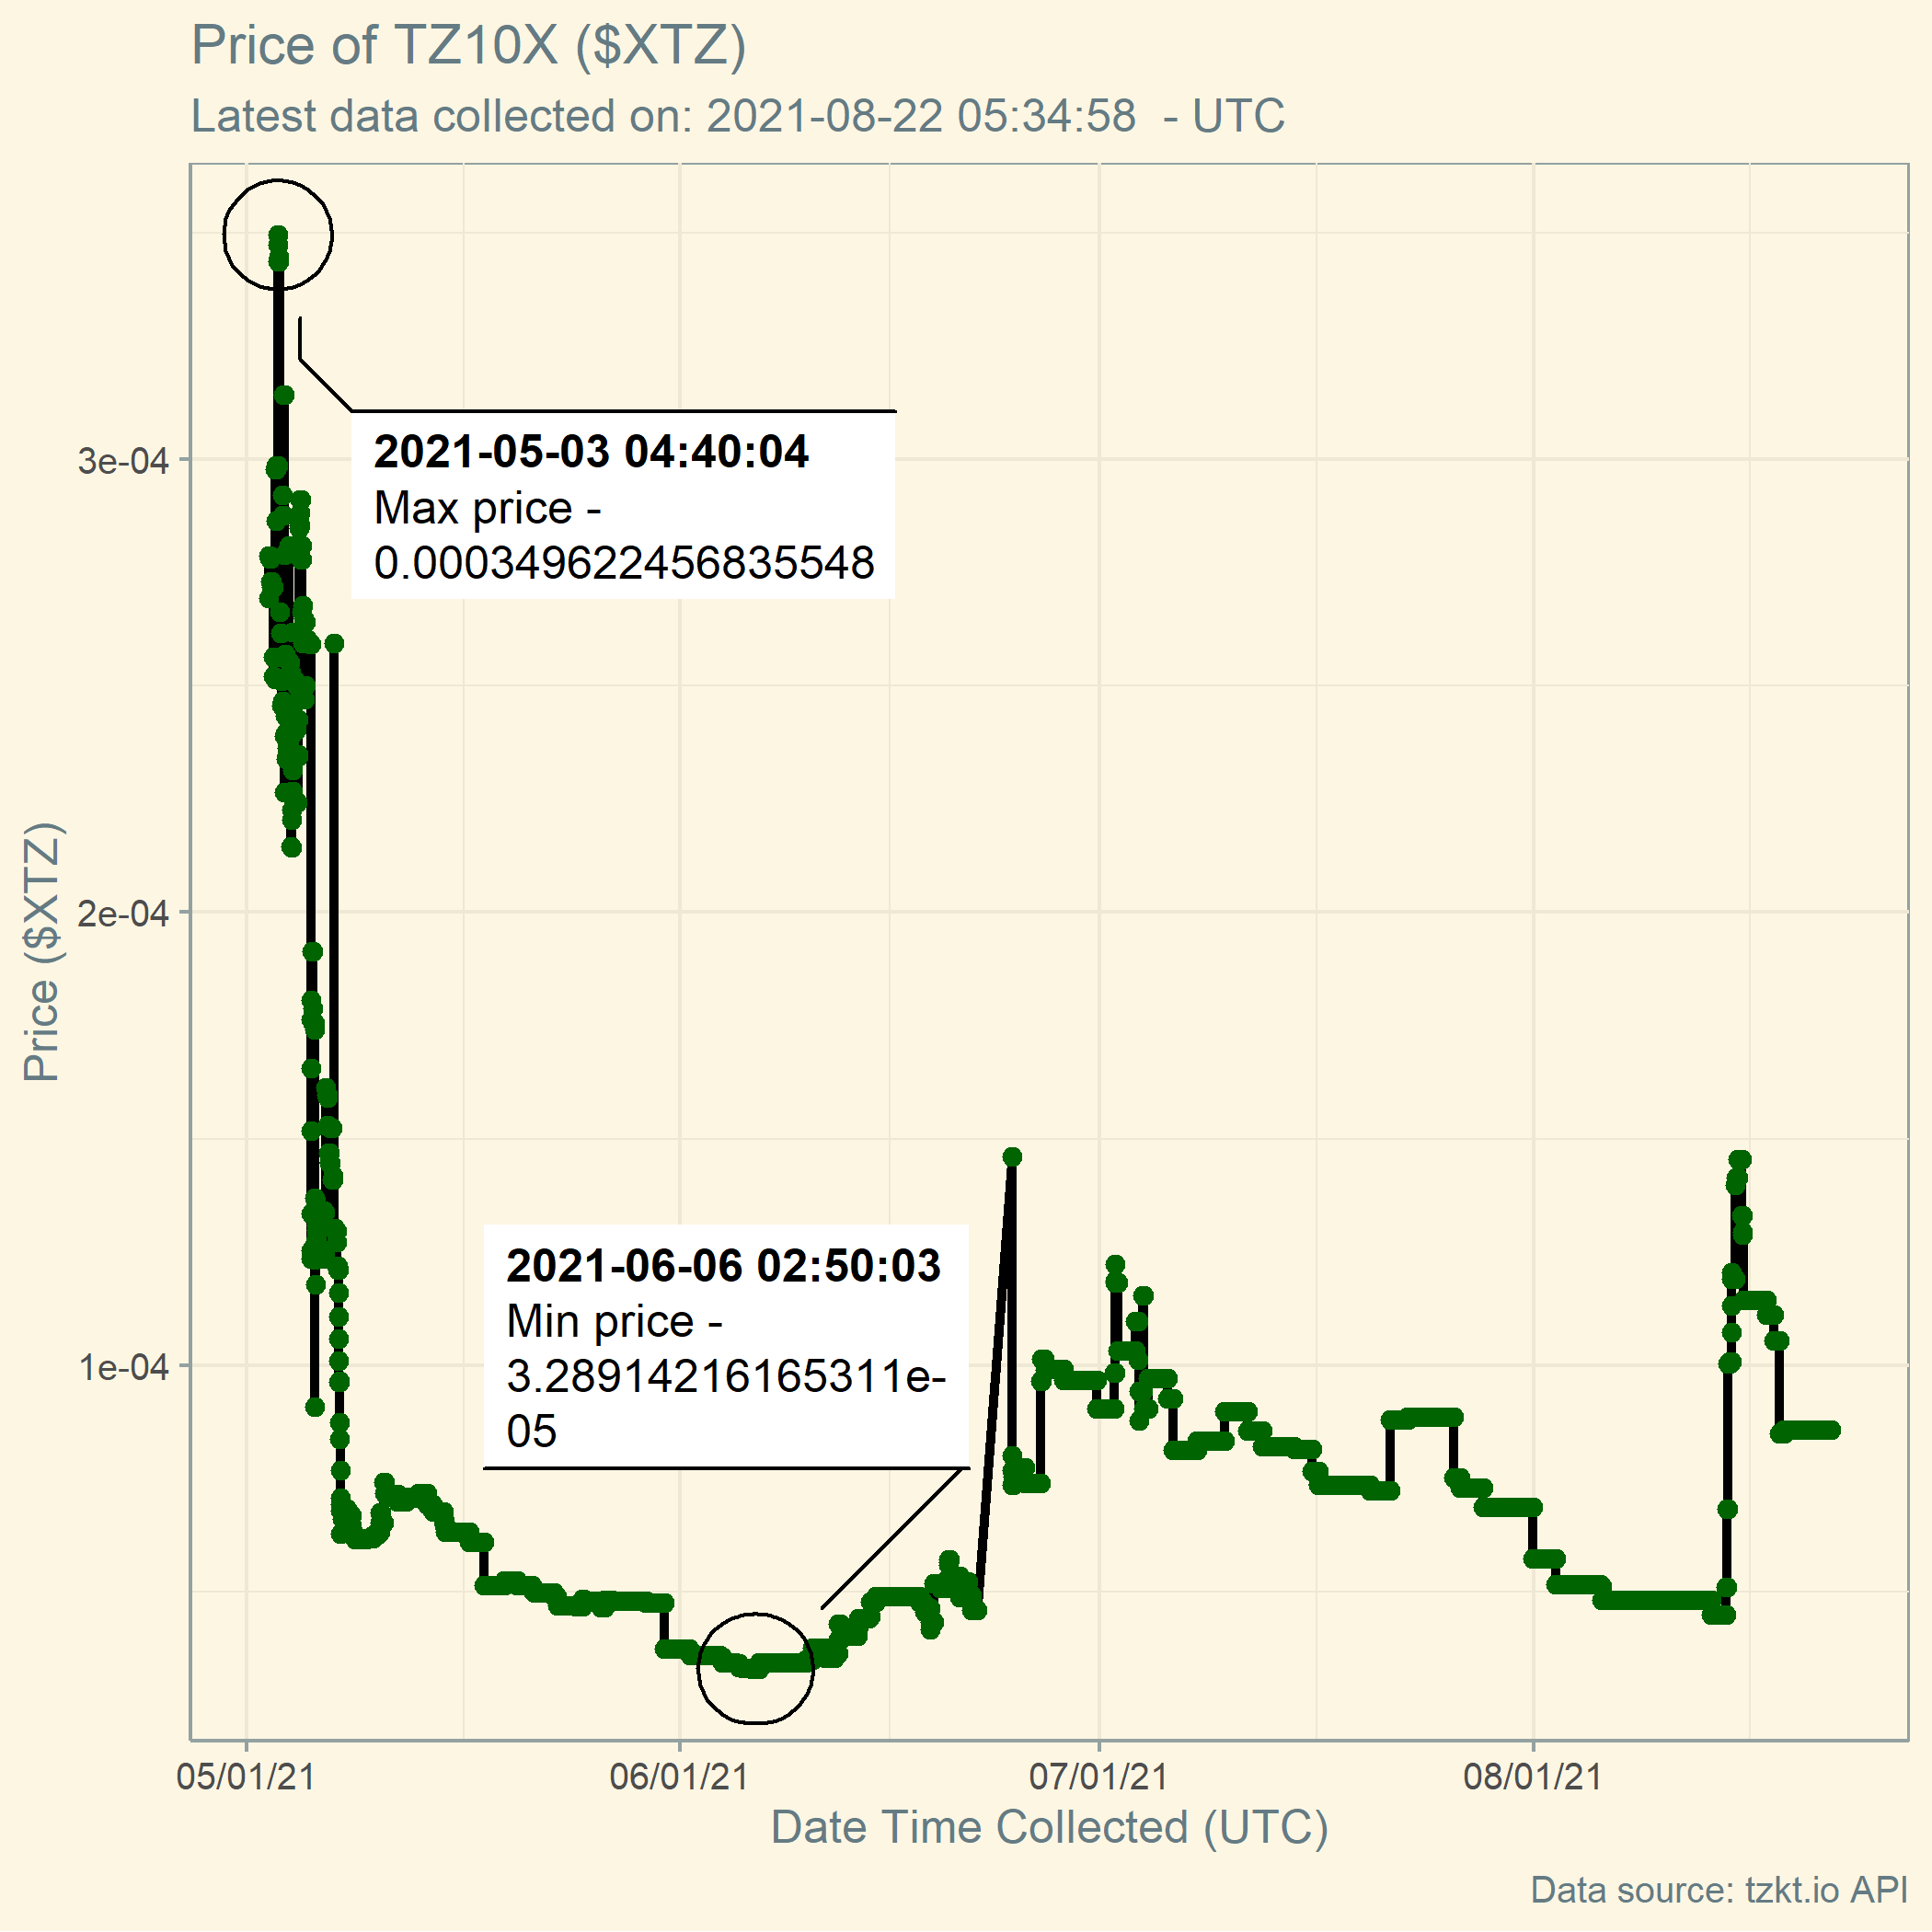 Price of TZ10X ($XTZ)
Latest data collected on: 2021-08-22 05:34:58  - UTC
3e-04
2e-04
1e-04
Price ($XTZ)
2021-05-03 04:40:04
Max price -
0.000349622456835548
2021-06-06 02:50:03
Min price -
3.28914216165311e-
05
05/01/21
06/01/21
07/01/21
08/01/21
Date Time Collected (UTC)
Data source: tzkt.io API